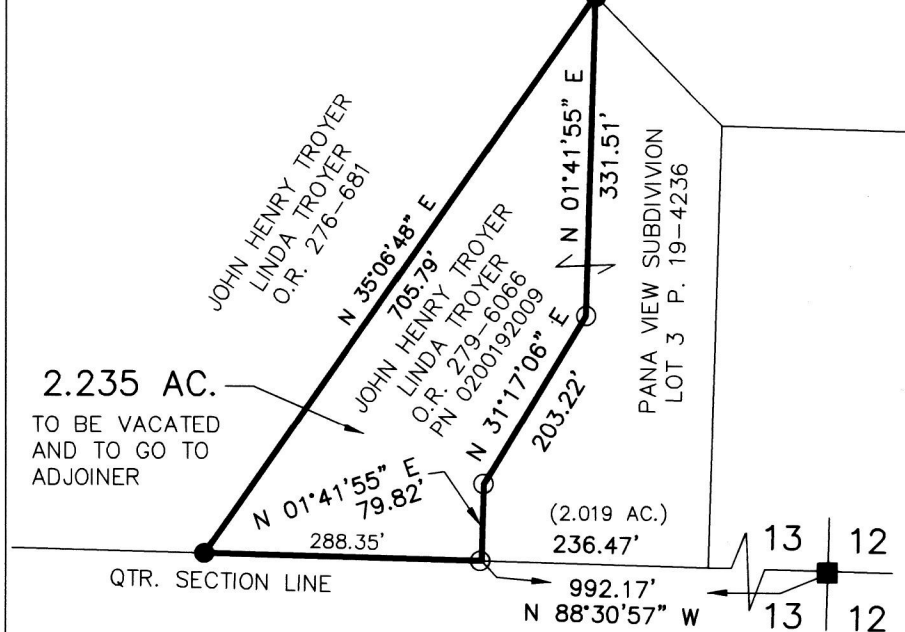 JOHN HENRY TROYER
LINDA TROYER
O.R. 276-681
N 35°06'48" E
705.79'
JOHN HENRY TROYER
LINDA TROYER
O.R. 279-6066
PN 0200192009
N 01°41'55" E
331.51'
PANA VIEW SUBDIVISION
LOT 3 P. 19-4236
N 31°17'06" E
203.22'
2.235 AC.
TO BE VACATED
AND TO GO TO
ADJOINER
N 01°41'55" E
79.82'
288.35'
QTR. SECTION LINE
(2.019 AC.)
236.47'
992.17'
N 88°30'57" W
13 12
13 12